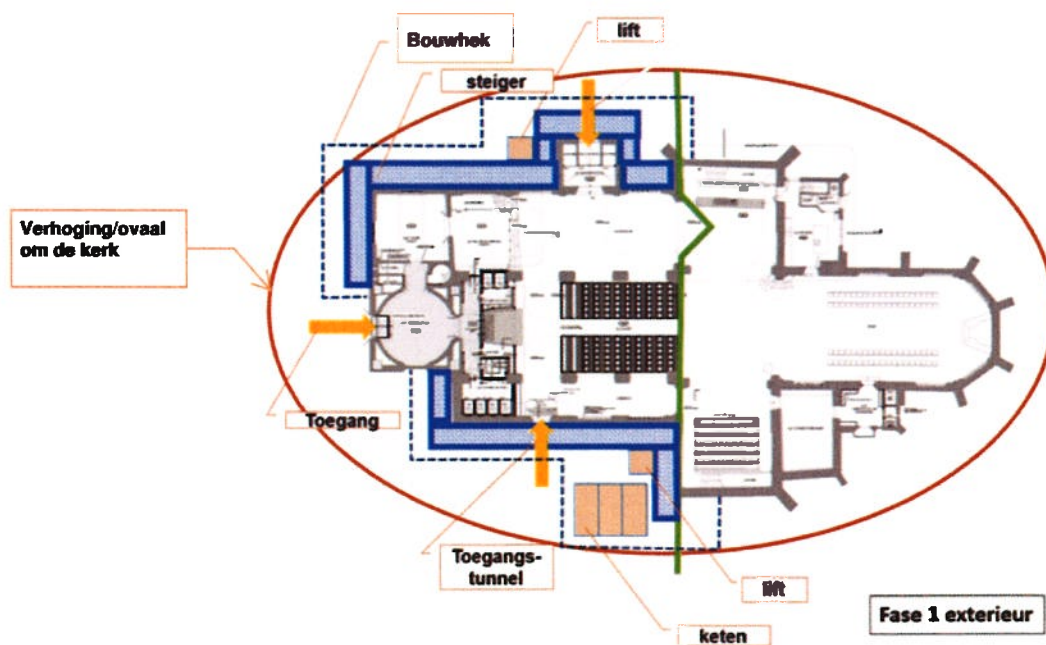 Bouwhek
lift
steiger
Verhoging/ovaal
om de kerk
Toegang
Toegangs-
tunnel
lift
keten
Fase 1 exterieur